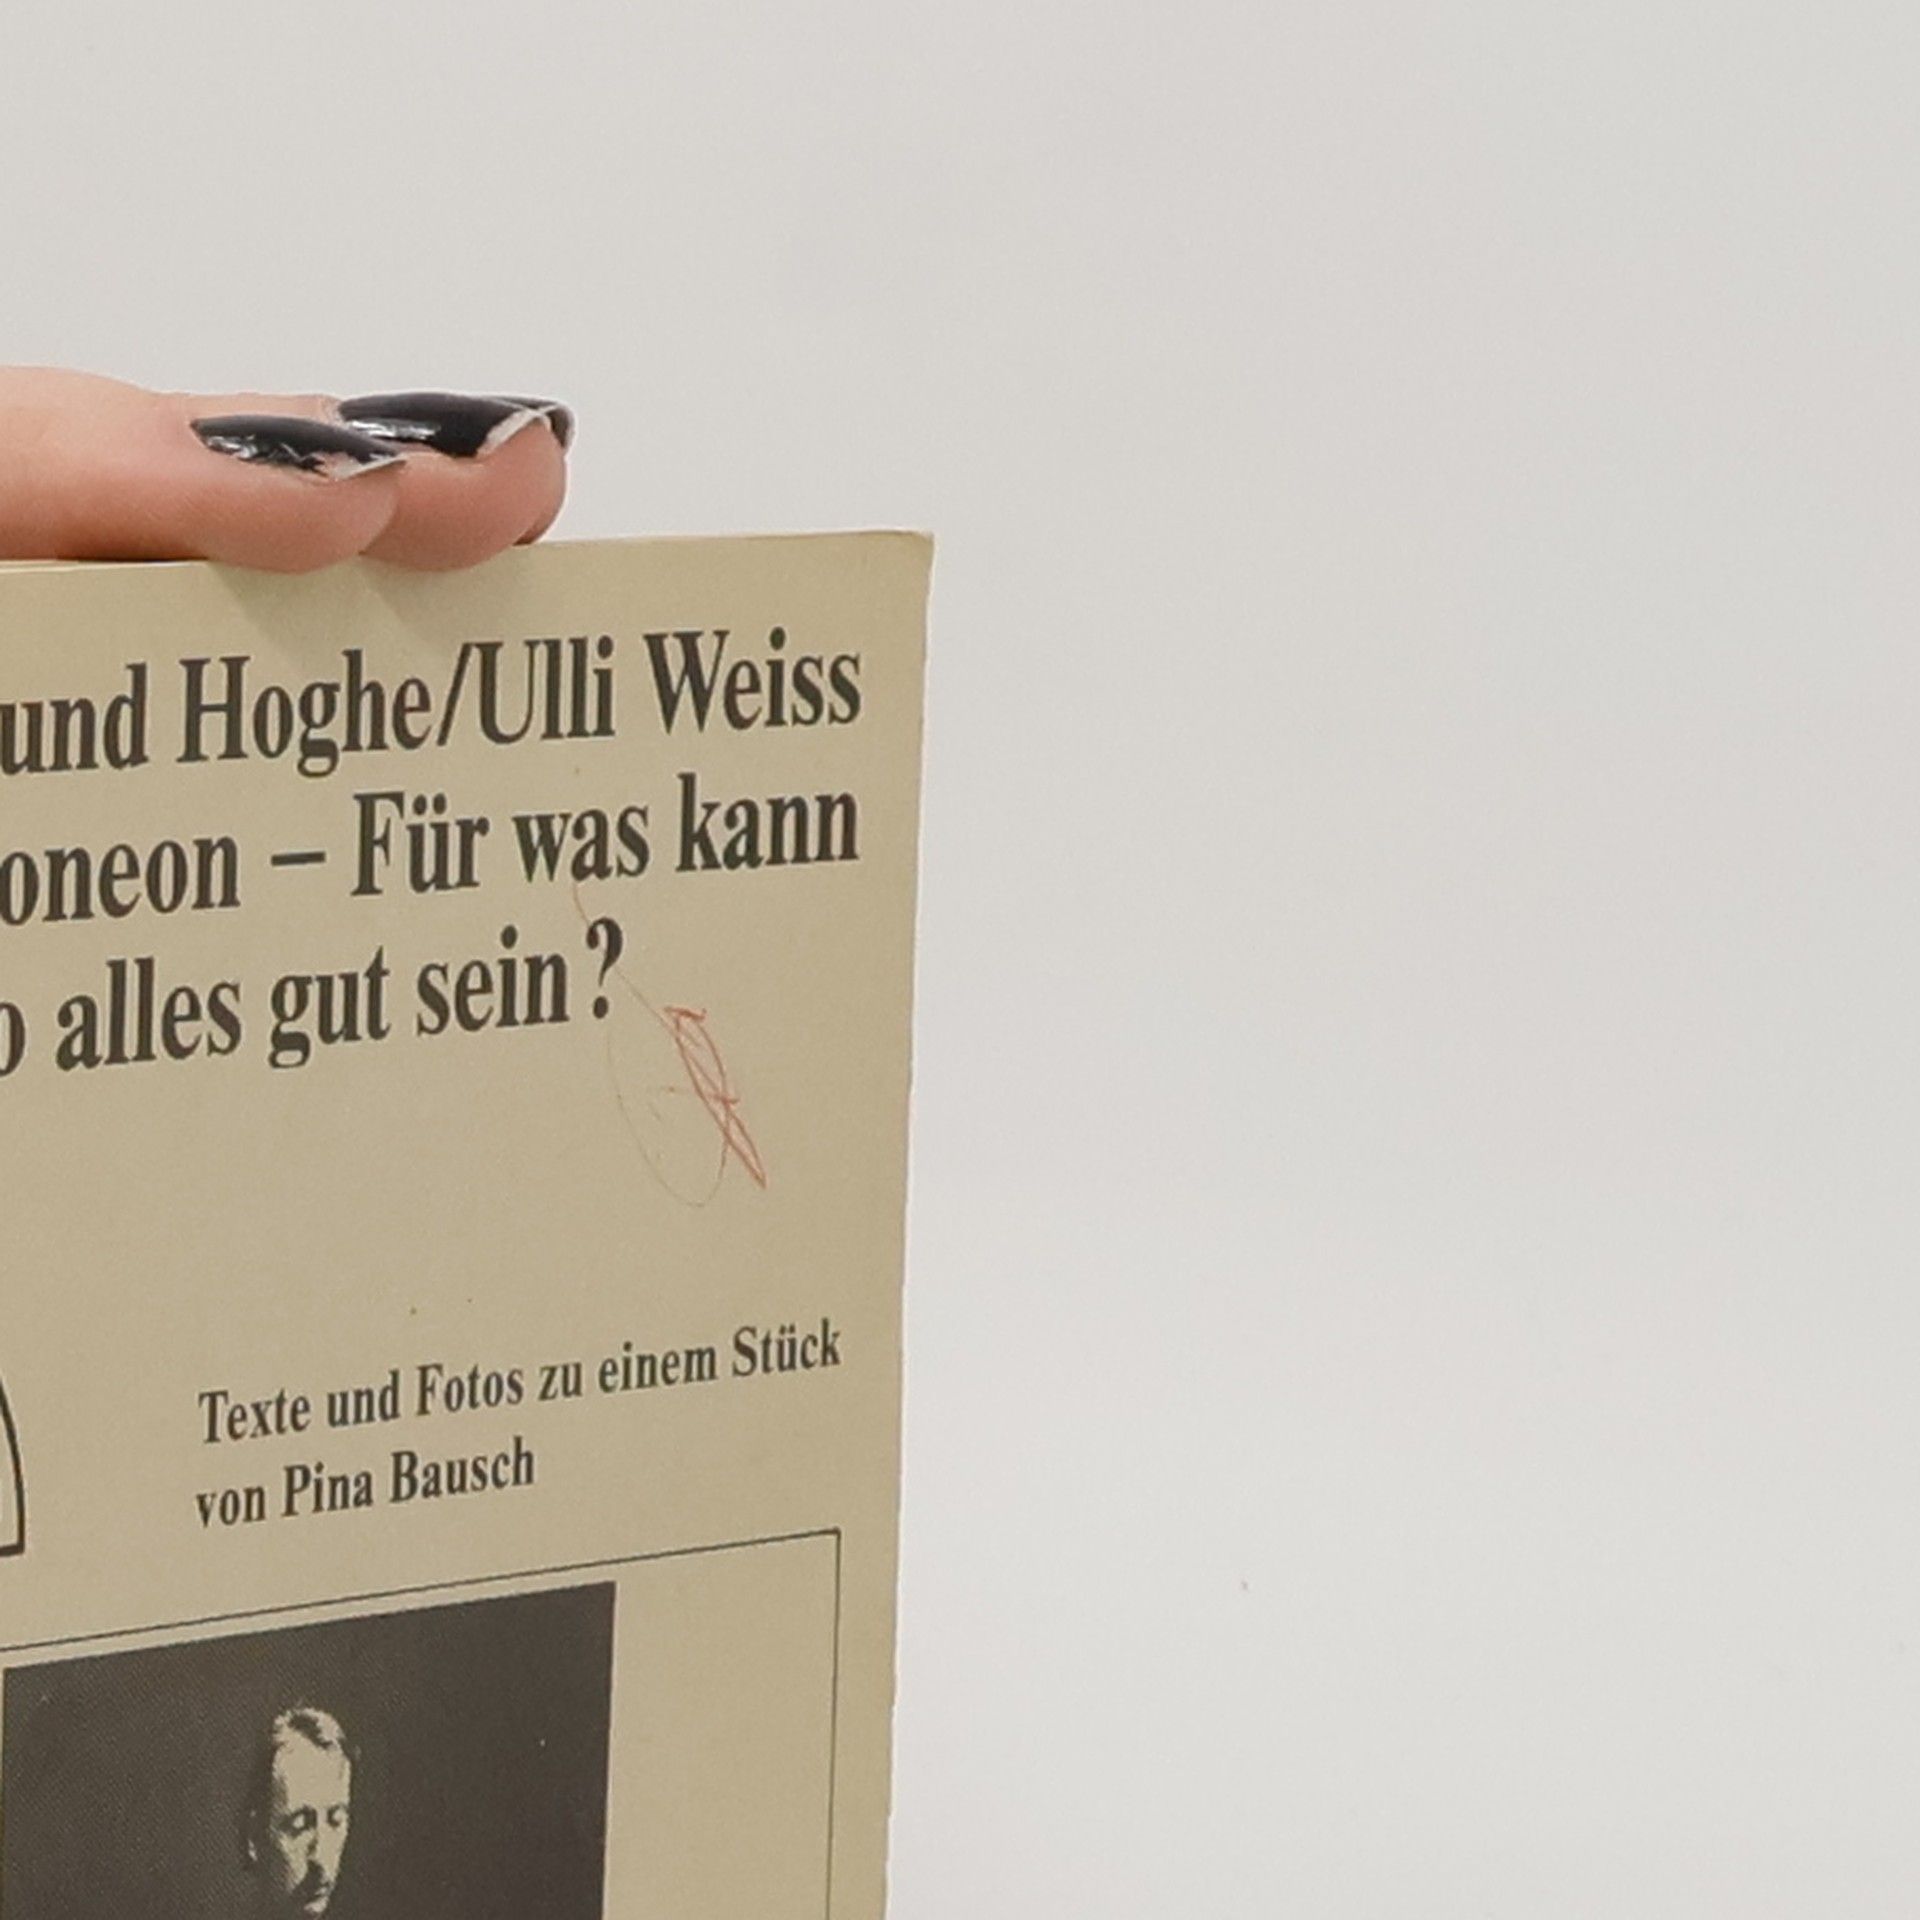 und Hoghe/Ulli Weiss
oneon – Für was kann
o alles gut sein?
Texte und Fotos zu einem Stück
von Pina Bausch